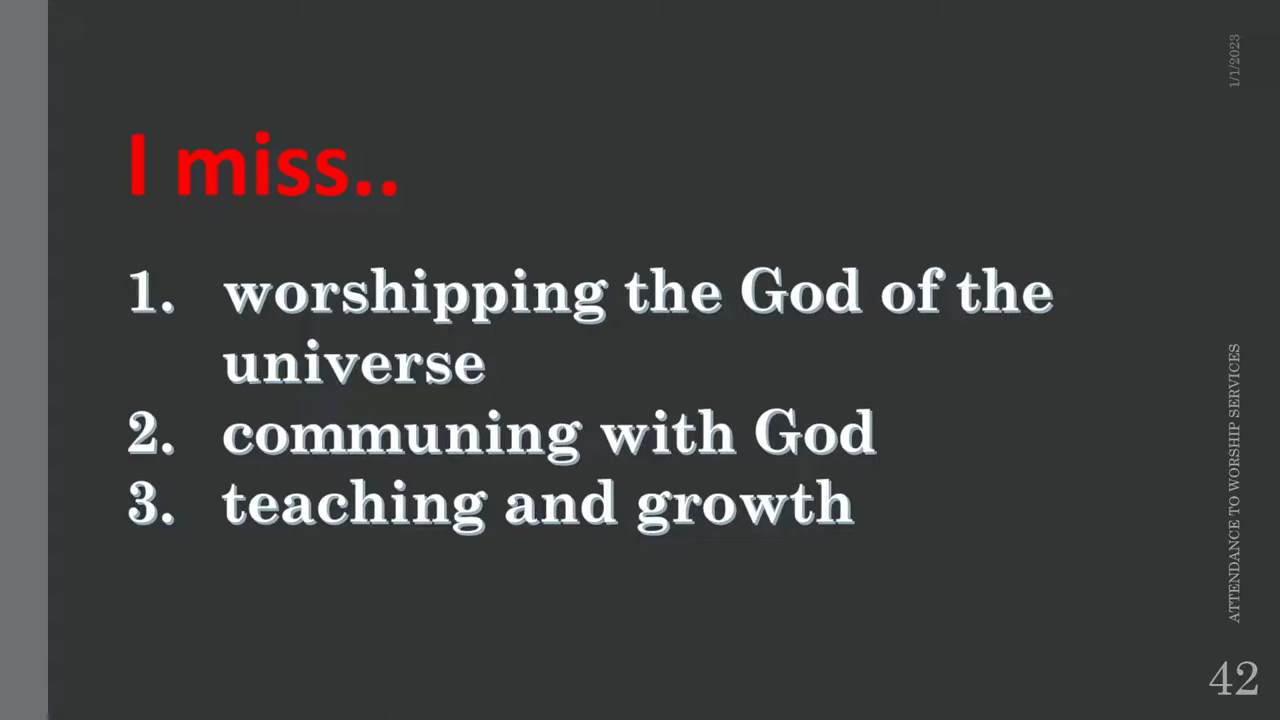 1/1/2023
I miss..
1. worshipping the God of the
universe
2. communing with God
3. teaching and growth
ATTENDANCE TO WORSHIP SERVICES
42